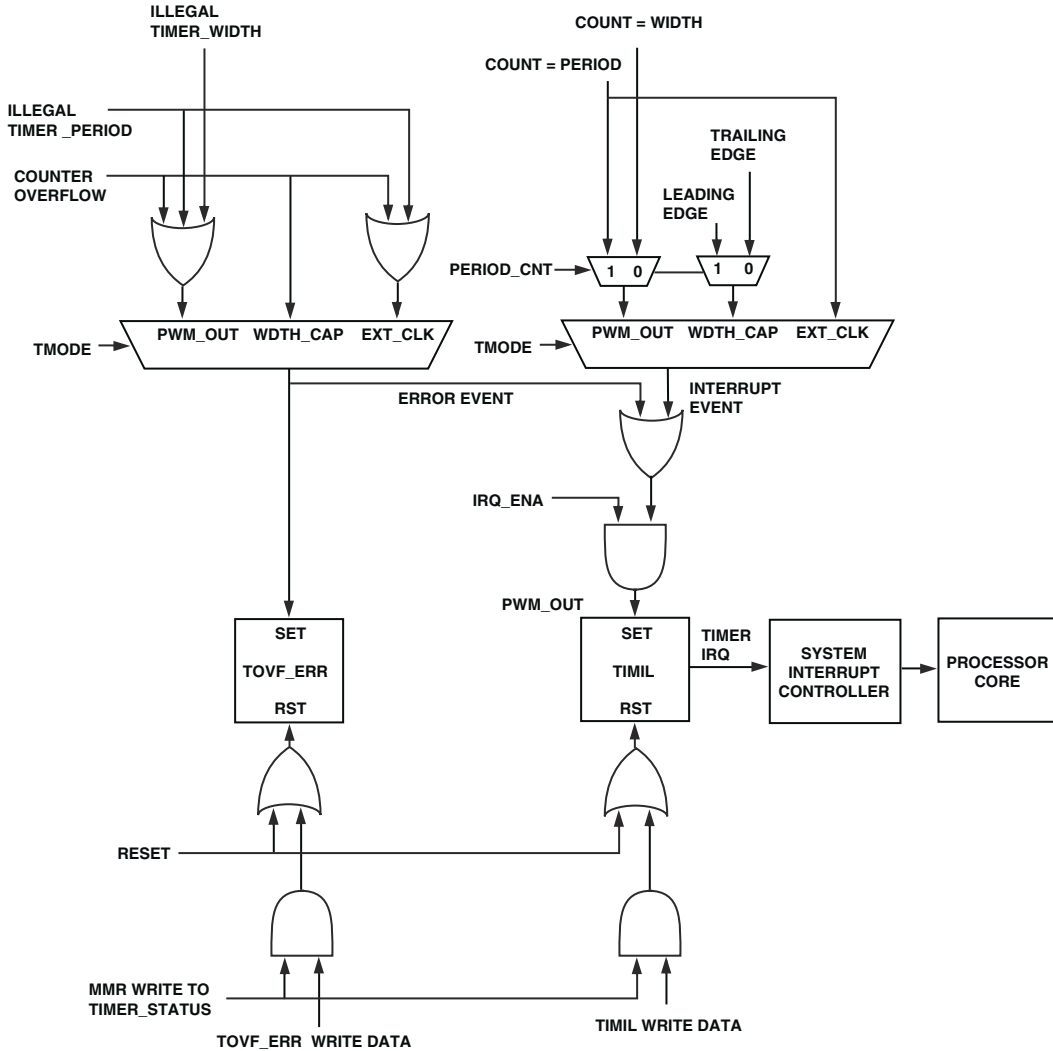 ILLEGAL
TIMER_WIDTH
COUNT = WIDTH
COUNT = PERIOD
ILLEGAL
TIMER _PERIOD
TRAILING
EDGE
COUNTER
OVERFLOW
LEADING
EDGE
PERIOD_CNT
1 0
1 0
PWM_OUT WDTH_CAP EXT_CLK
PWM_OUT WDTH_CAP EXT_CLK
TMODE
TMODE
ERROR EVENT
INTERRUPT
EVENT
IRQ_ENA
PWM_OUT
SET
TOVF_ERR
RST
SET
TIMIL
RST
TIMER
IRQ
SYSTEM
INTERRUPT
CONTROLLER
PROCESSOR
CORE
RESET
MMR WRITE TO
TIMER_STATUS
TOVF_ERR WRITE DATA
TIMIL WRITE DATA